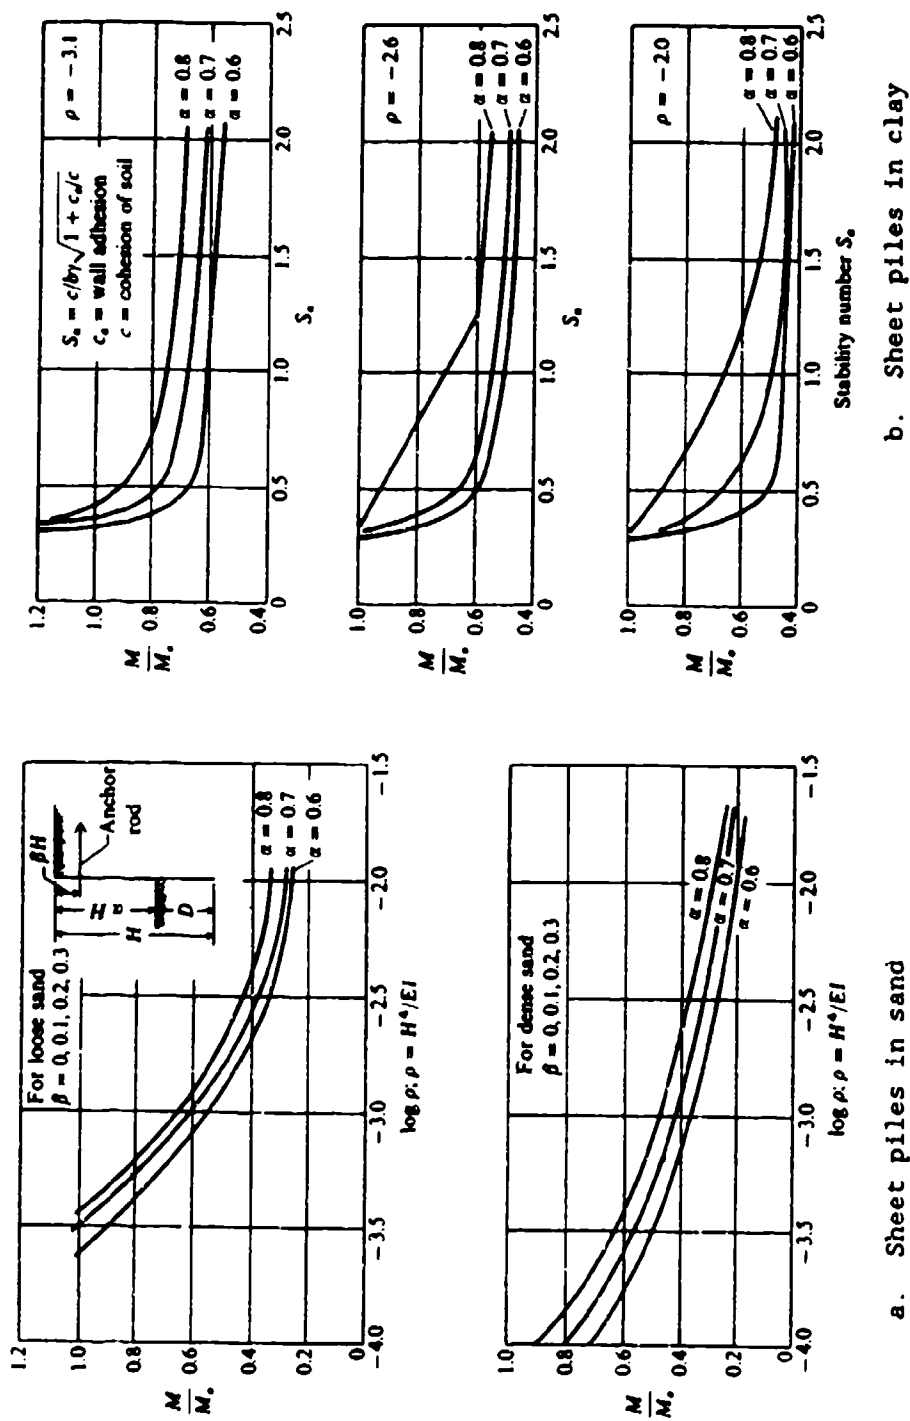 1.2
1.0
0.8
0.6
0.4
0.2
0
M
M₀
For loose sand
β = 0, 0.1, 0.2, 0.3
βH
Anchor
rod
H α
H
D
α = 0.8
α = 0.7
α = 0.6
-4.0
-3.5
-3.0
-2.5
-2.0
-1.5
log ρ; ρ = H⁴/EI
1.0
0.8
0.6
0.4
0.2
0
M
M₀
For dense sand
β = 0, 0.1, 0.2, 0.3
α = 0.8
α = 0.7
α = 0.6
-4.0
-3.5
-3.0
-2.5
-2.0
-1.5
log ρ: ρ = H⁴/EI
a. Sheet piles in sand
1.2
1.0
0.8
0.6
0.4
M
M₀
Sₙ = c/bγ√1 + cₐ/c
cₐ = wall adhesion
c = cohesion of soil
ρ = -3.1
α = 0.8
α = 0.7
α = 0.6
0
0.5
1.0
1.5
2.0
2.5
Sₙ
1.0
0.8
0.6
0.4
M
M₀
ρ = -2.6
α = 0.8
α = 0.7
α = 0.6
0
0.5
1.0
1.5
2.0
2.5
Sₙ
1.0
0.8
0.6
0.4
M
M₀
ρ = -2.0
α = 0.8
α = 0.7
α = 0.6
0
0.5
1.0
1.5
2.0
2.5
Stability number Sₙ
b. Sheet piles in clay